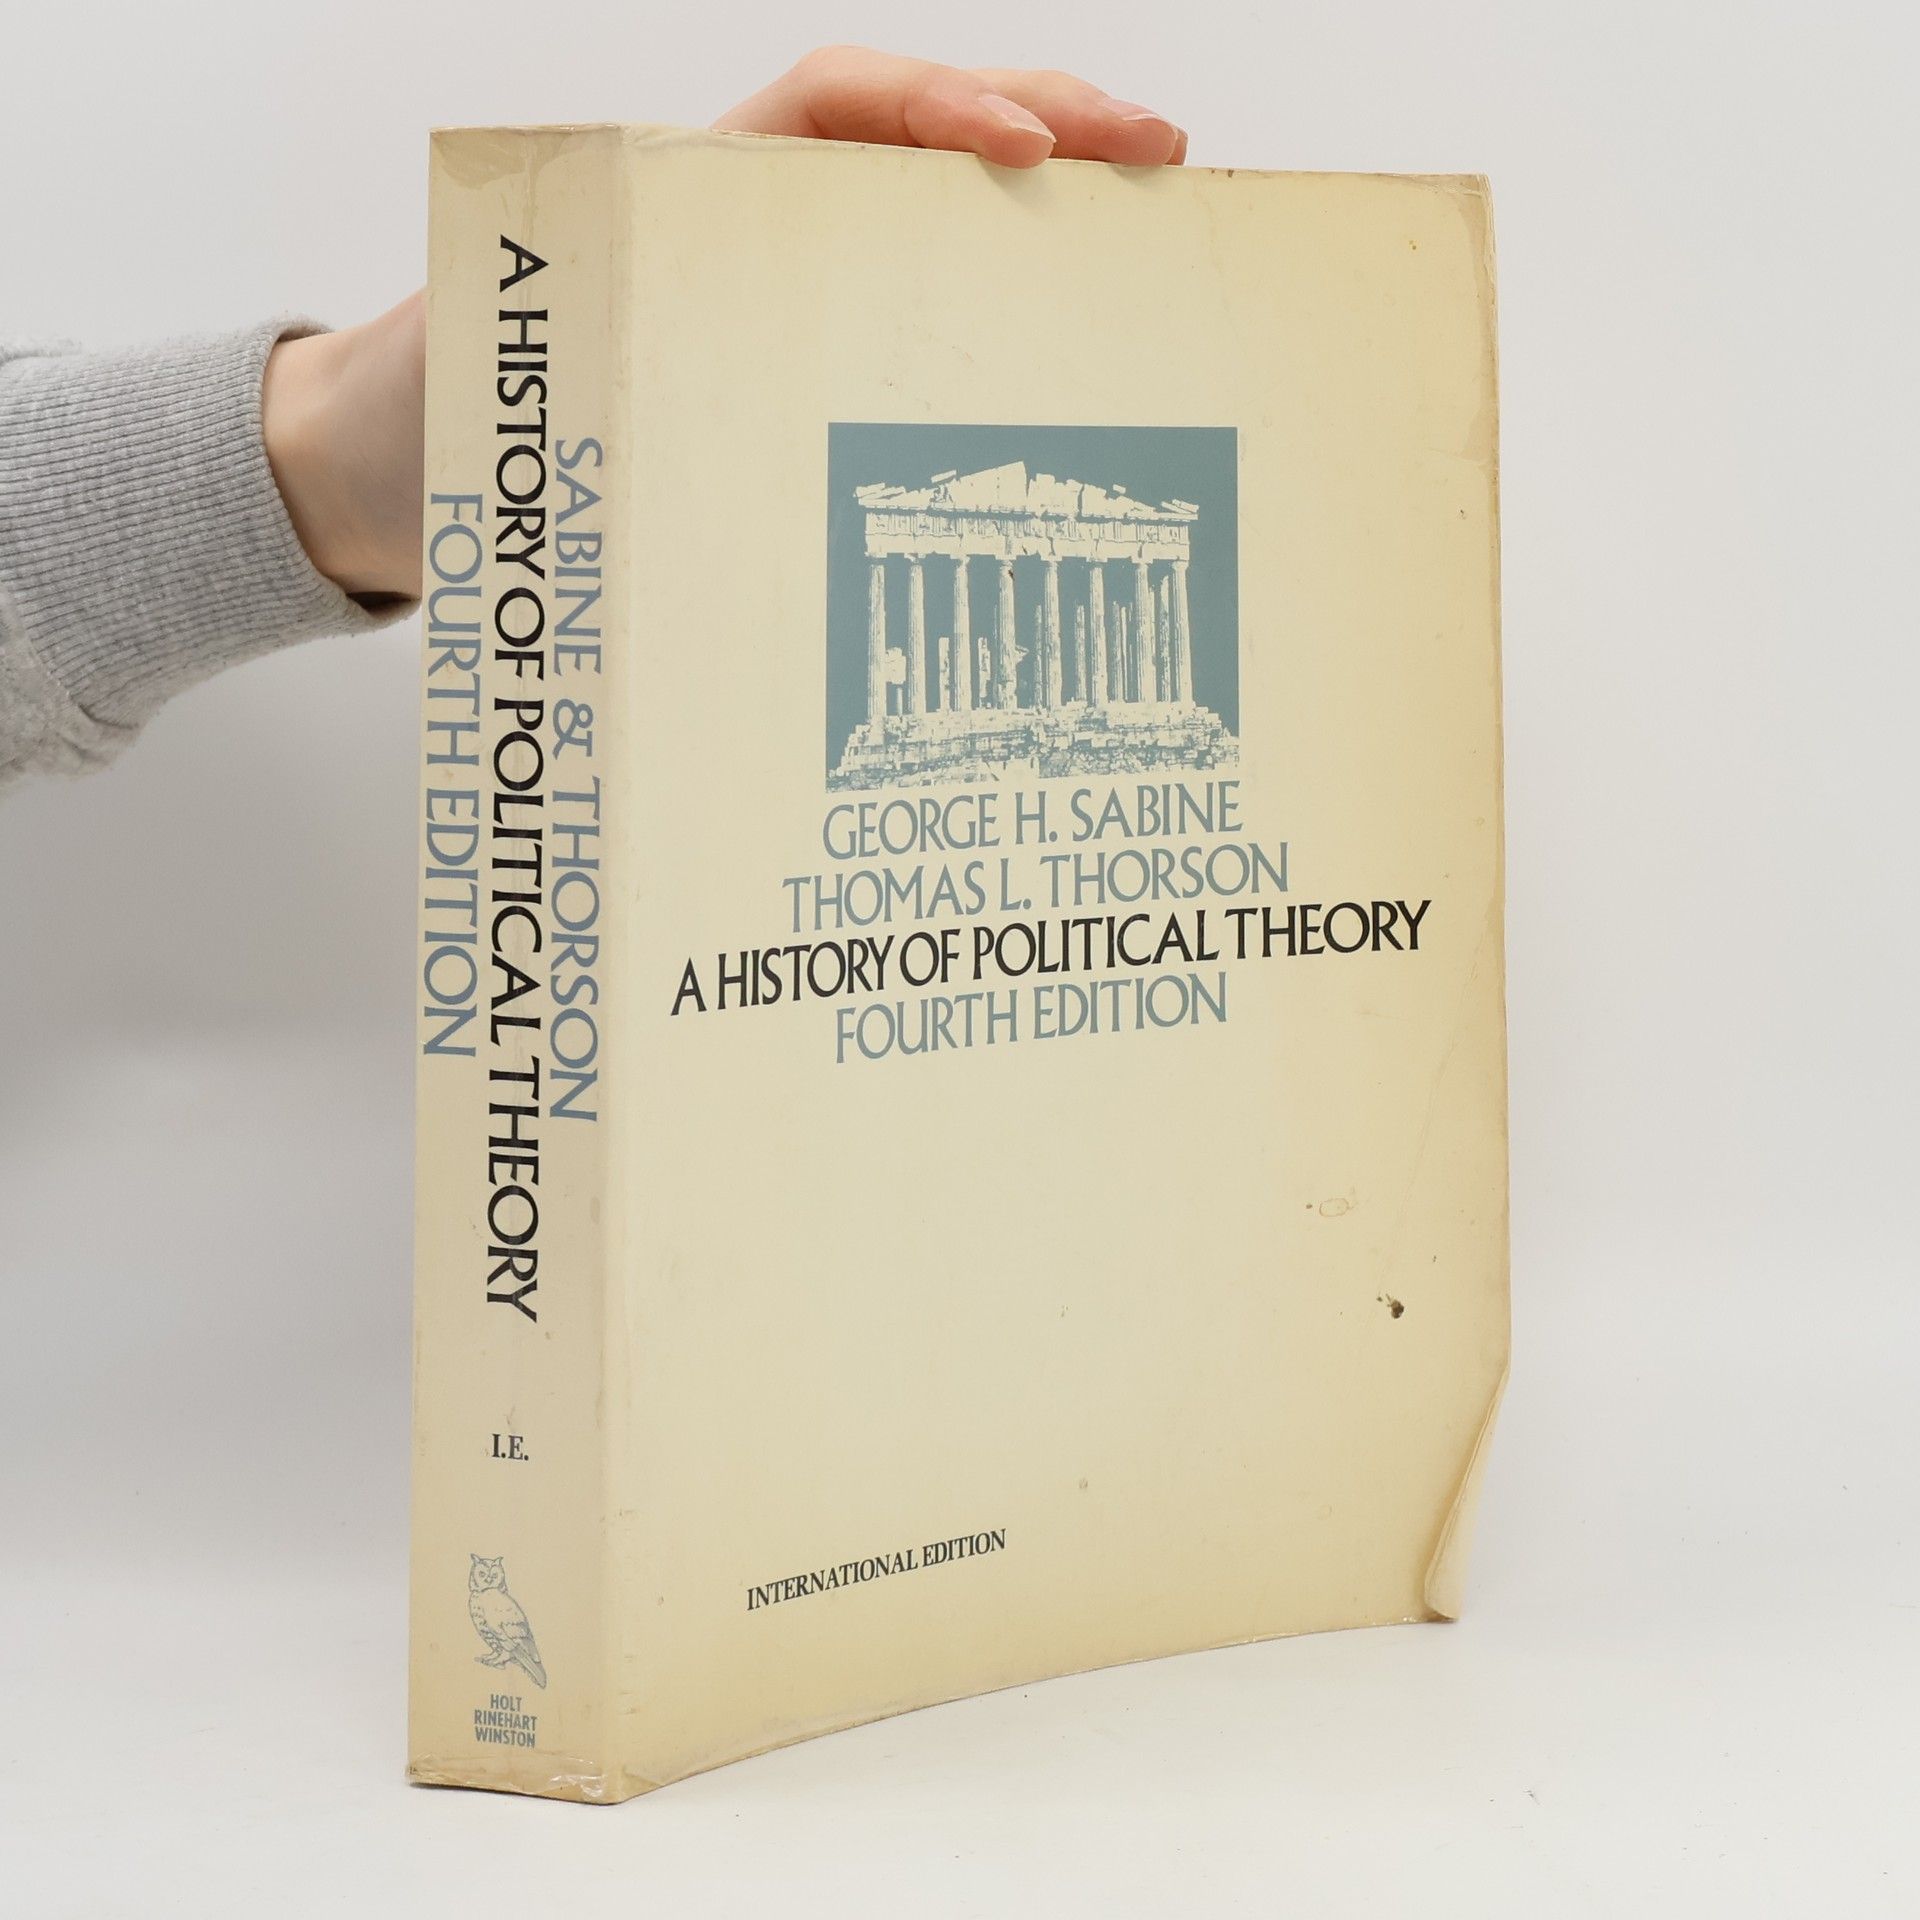 SABINE & THORSON
A HISTORY OF POLITICAL THEORY
FOURTH EDITION
I.E.
HOLT
RINEHART
WINSTON
GEORGE H. SABINE
THOMAS L. THORSON
A HISTORY OF POLITICAL THEORY
FOURTH EDITION
INTERNATIONAL EDITION